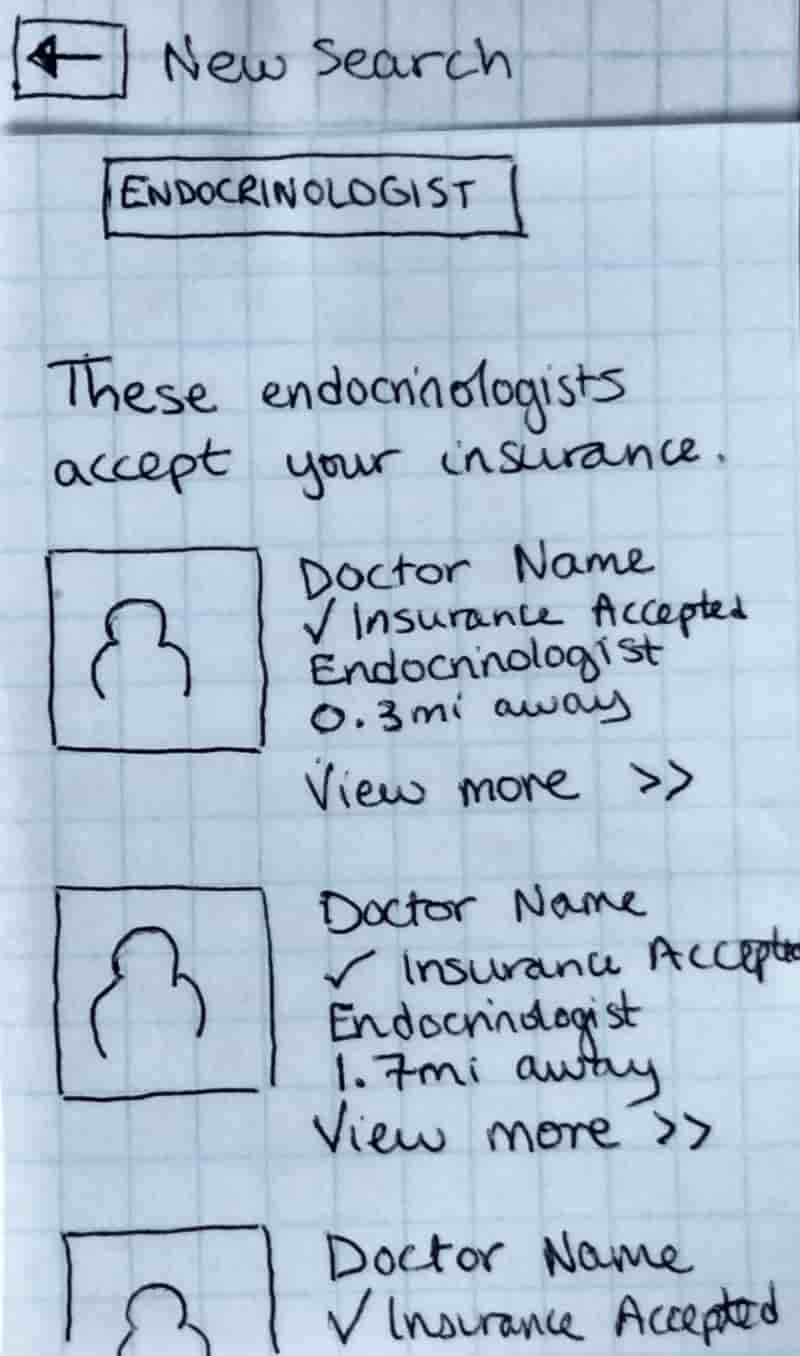 New Search
ENDOCRINOLOGIST
These endocrinologists
accept your insurance.
Doctor Name
✓ Insurance Accepted
Endocrinologist
0.3mi away
View more >>
Doctor Name
✓ Insurance Accepted
Endocrinologist
1.7mi away
View more >>
Doctor Name
✓ Insurance Accepted